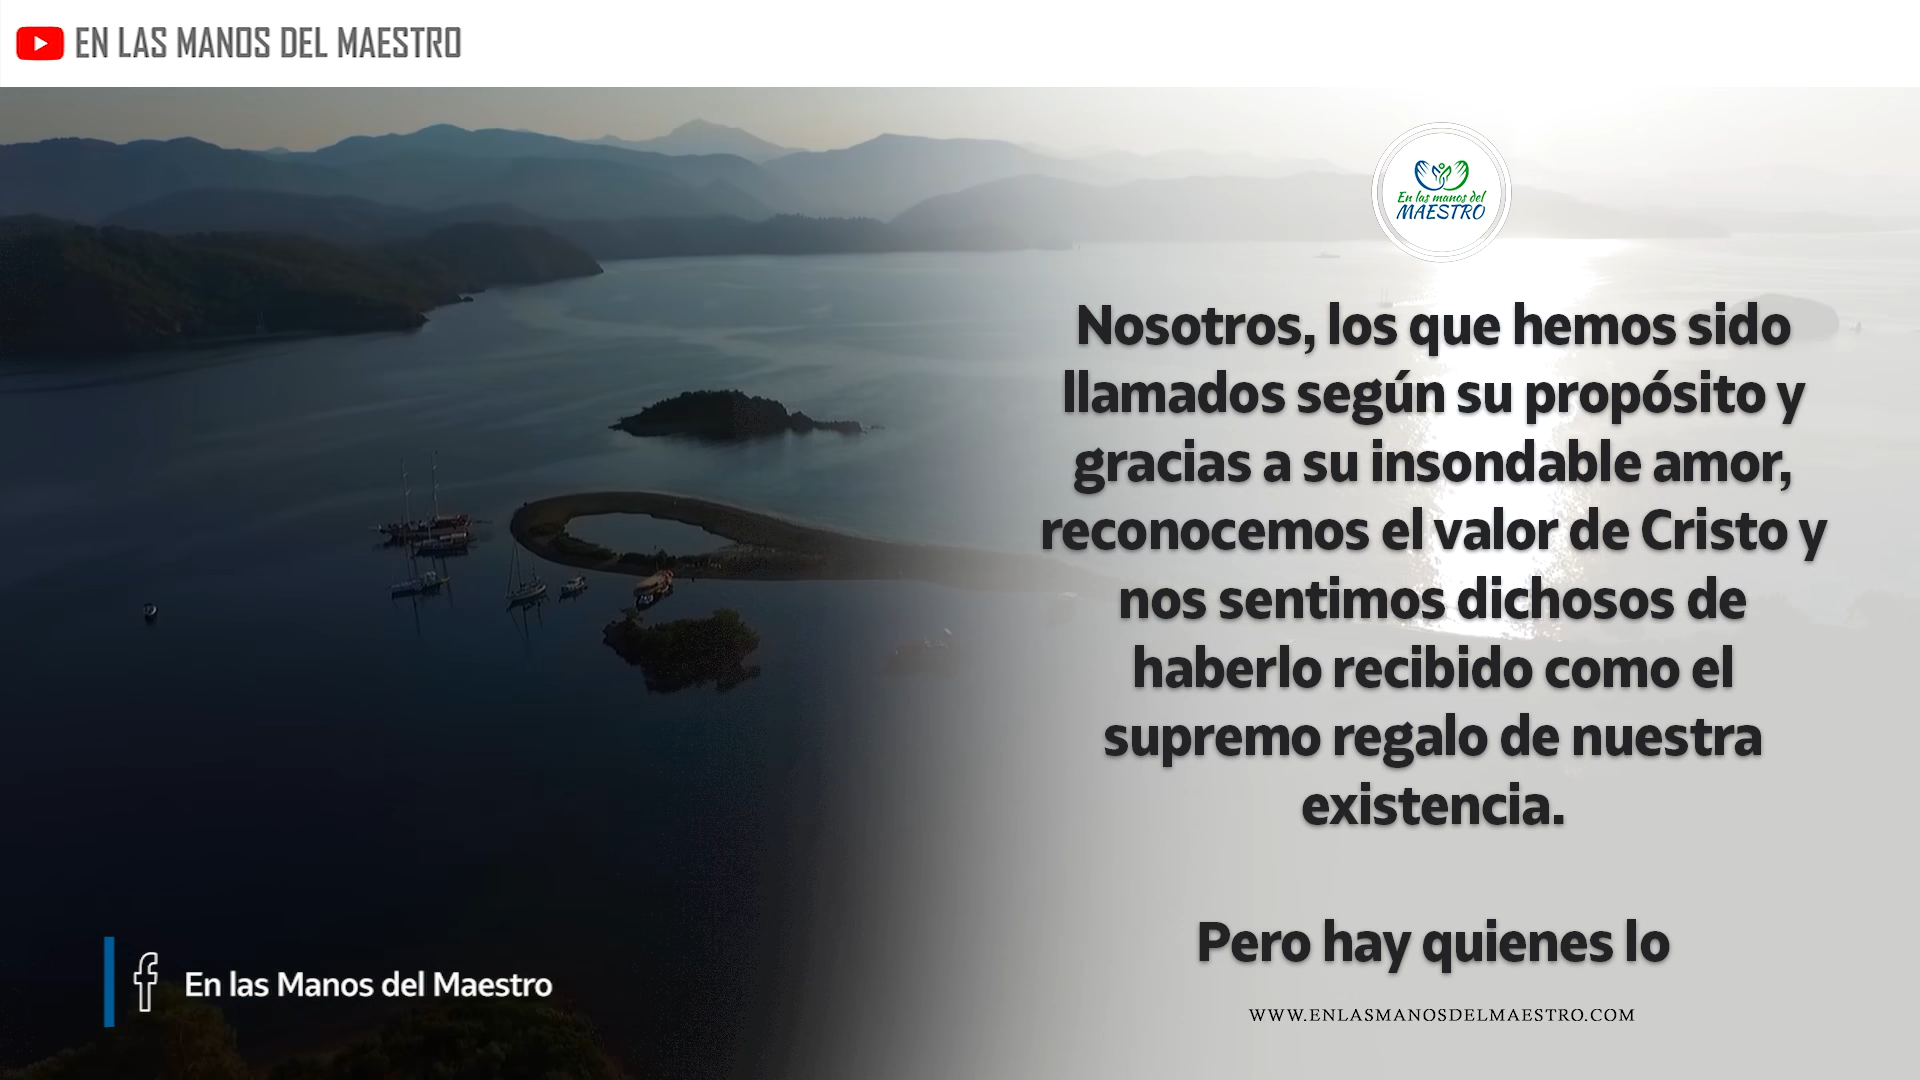 EN LAS MANOS DEL MAESTRO
En las manos del
MAESTRO
Nosotros, los que hemos sido
llamados según su propósito y
gracias a su insondable amor,
reconocemos el valor de Cristo y
nos sentimos dichosos de
haberlo recibido como el
supremo regalo de nuestra
existencia.
Pero hay quienes lo
En las Manos del Maestro
WWW.ENLASMANOSDELMAESTRO.COM